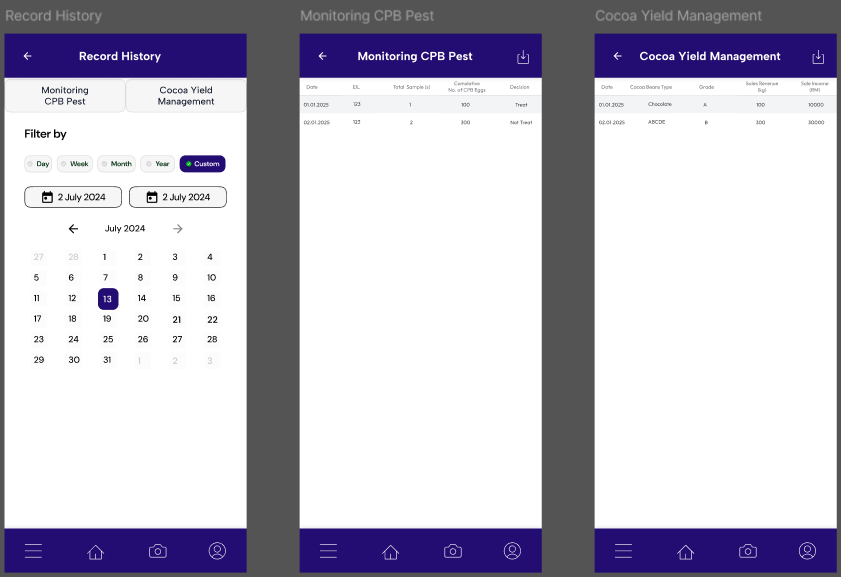 Record History
Record History
Monitoring
CPB Pest
Cocoa Yield
Management
Filter by
Day Week Month Year Custom
2 July 2024 2 July 2024
July 2024
27 28 1 2 3 4
5 6 7 8 9 10
11 12 13 14 15 16
17 18 19 20 21 22
23 24 25 26 27 28
29 30 31 1 2 3
Monitoring CPB Pest
Monitoring CPB Pest
Date EIL Total Sample (s) Cumulative No. of CPB Eggs Decision
01.01.2025 123 1 100 Treat
02.01.2025 123 2 300 Not Treat
Cocoa Yield Management
Cocoa Yield Management
Date Cocoa Beans Type Grade Sales Revenue (kg) Sale Income (RM)
01.01.2025 Chocolate A 100 10000
02.01.2025 ABCDE B 300 30000